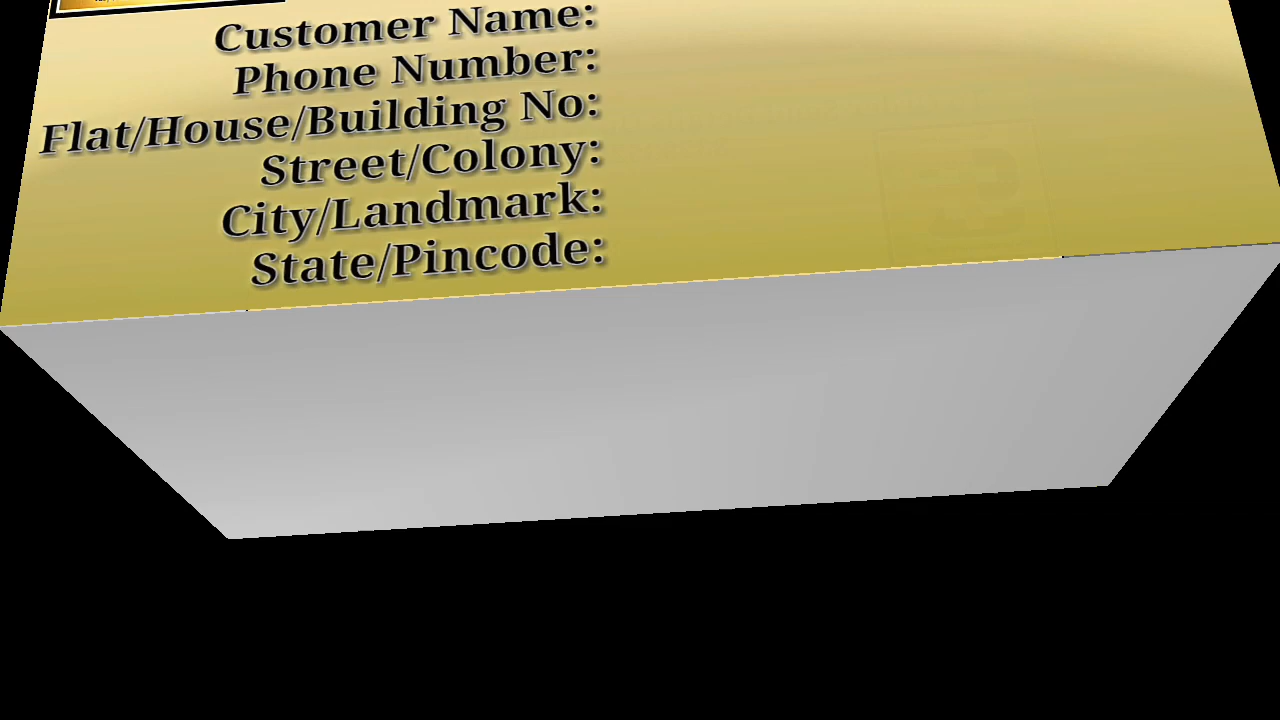 Customer Name:
Phone Number:
Flat/House/Building No:
Street/Colony:
City/Landmark:
State/Pincode: